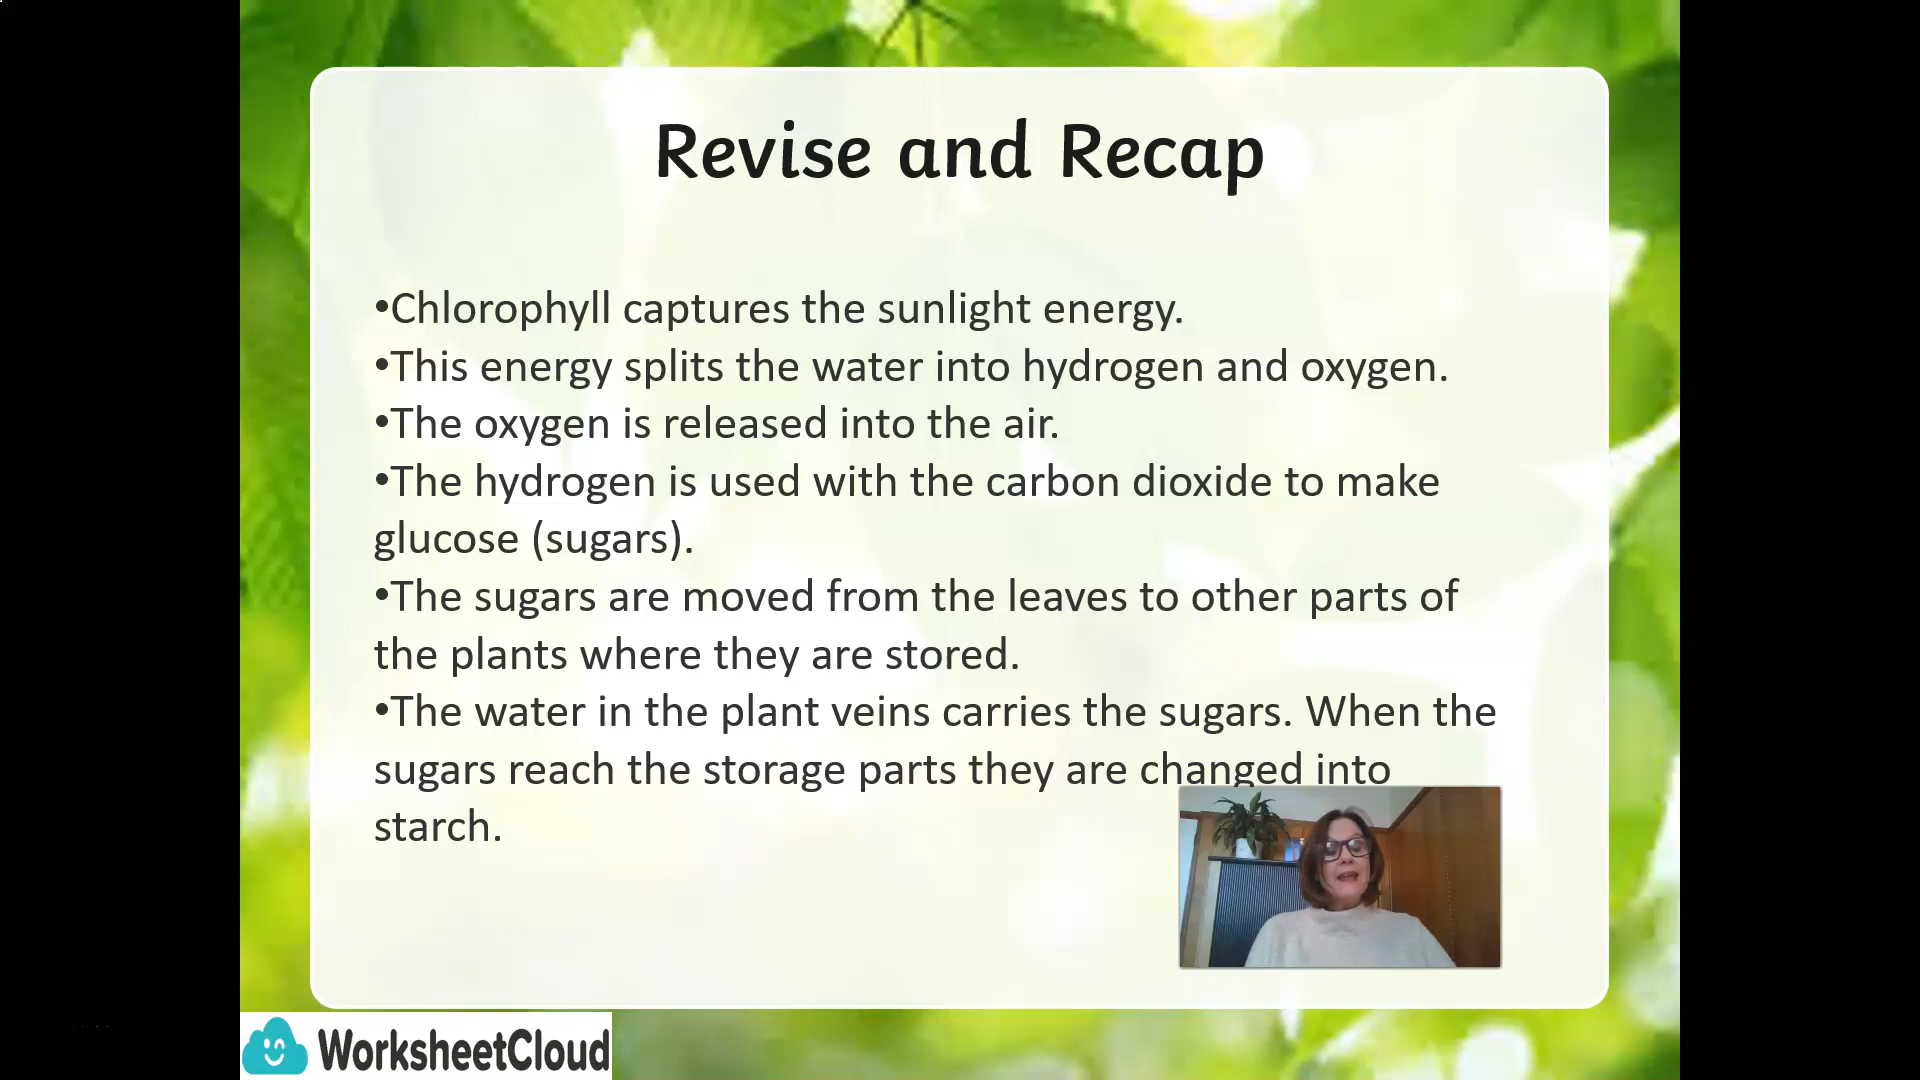 Revise and Recap
•Chlorophyll captures the sunlight energy.
•This energy splits the water into hydrogen and oxygen.
•The oxygen is released into the air.
•The hydrogen is used with the carbon dioxide to make
glucose (sugars).
•The sugars are moved from the leaves to other parts of
the plants where they are stored.
•The water in the plant veins carries the sugars. When the
sugars reach the storage parts they are changed into
starch.
WorksheetCloud